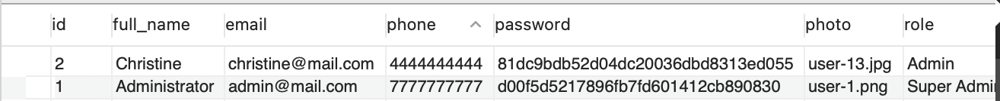 id full_name email phone password photo role
2 Christine christine@mail.com 4444444444 81dc9bdb52d04dc20036dbd8313ed055 user-13.jpg Admin
1 Administrator admin@mail.com 7777777777 d00f5d5217896fb7fd601412cb890830 user-1.png Super Admi